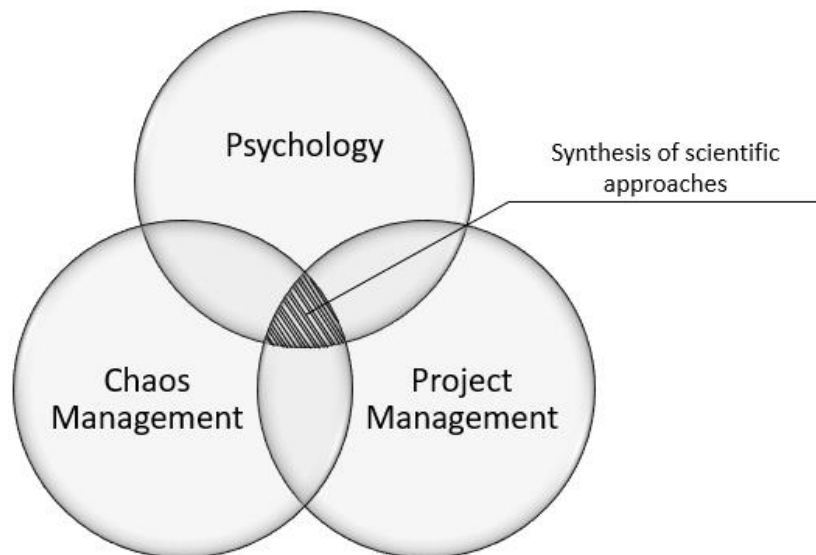 Psychology
Synthesis of scientific
approaches
Chaos
Management
Project
Management